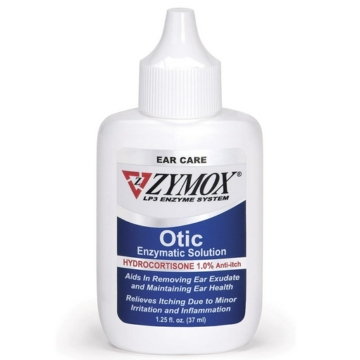 EAR CARE
Z ZYMOX®
LP3 ENZYME SYSTEM
Otic
Enzymatic Solution
HYDROCORTISONE 1.0% Anti-itch
Aids in Removing Ear Exudate
and Maintaining Ear Health
Relieves Itching Due to Minor
Irritation and Inflammation
1.25 fl. oz. (37 ml)